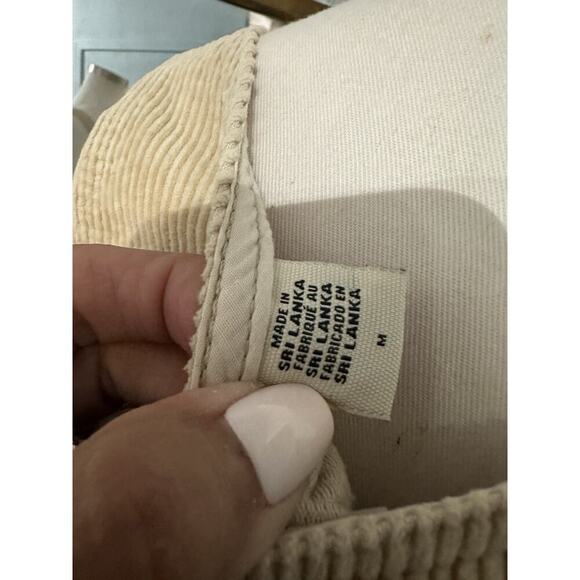 MADE IN
SRI LANKA
FABRIQUÉ AU
SRI LANKA
FABRICADO EN
SRI LANKA
M